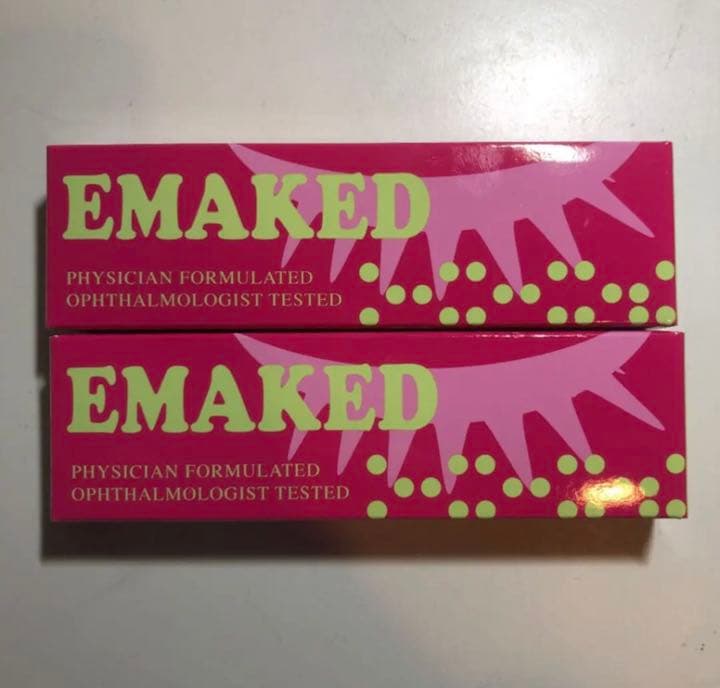 EMAKED
PHYSICIAN FORMULATED
OPHTHALMOLOGIST TESTED
EMAKED
PHYSICIAN FORMULATED
OPHTHALMOLOGIST TESTED